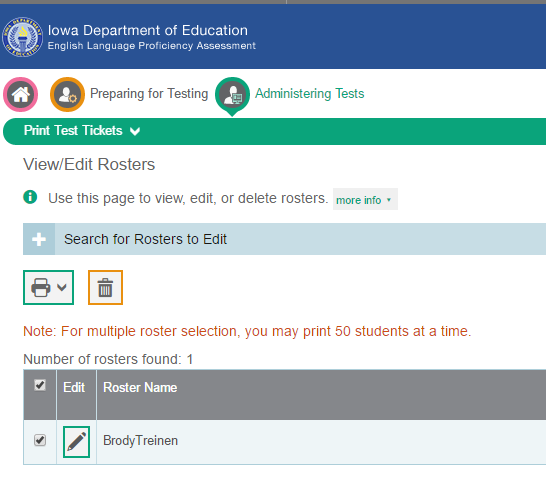 Iowa Department of Education
English Language Proficiency Assessment
Preparing for Testing
Administering Tests
Print Test Tickets
View/Edit Rosters
Use this page to view, edit, or delete rosters. more info
Search for Rosters to Edit
Note: For multiple roster selection, you may print 50 students at a time.
Number of rosters found: 1
Edit Roster Name
BrodyTreinen